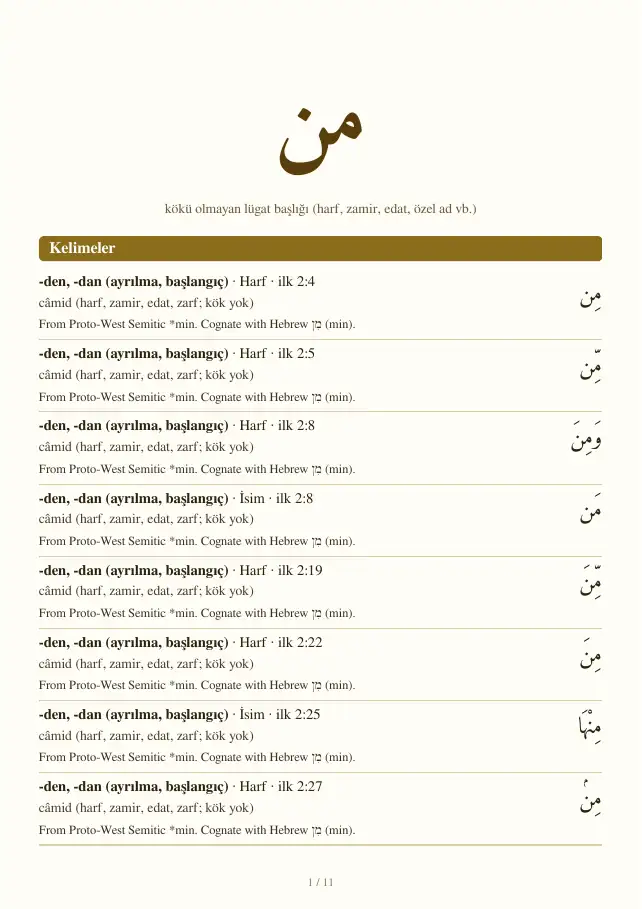 من
kökü olmayan lügat başlığı (harf, zamir, edat, özel ad vb.)
Kelimeler
-den, -dan (ayrılma, başlangıç) · Harf · ilk 2:4
مِن
câmid (harf, zamir, edat, zarf; kök yok)
From Proto-West Semitic *min. Cognate with Hebrew מִן (min).
-den, -dan (ayrılma, başlangıç) · Harf · ilk 2:5
مِّن
câmid (harf, zamir, edat, zarf; kök yok)
From Proto-West Semitic *min. Cognate with Hebrew מִן (min).
-den, -dan (ayrılma, başlangıç) · Harf · ilk 2:8
وَمِنَ
câmid (harf, zamir, edat, zarf; kök yok)
From Proto-West Semitic *min. Cognate with Hebrew מִן (min).
-den, -dan (ayrılma, başlangıç) · İsim · ilk 2:8
مَن
câmid (harf, zamir, edat, zarf; kök yok)
From Proto-West Semitic *min. Cognate with Hebrew מִן (min).
-den, -dan (ayrılma, başlangıç) · Harf · ilk 2:19
مِّنَ
câmid (harf, zamir, edat, zarf; kök yok)
From Proto-West Semitic *min. Cognate with Hebrew מִן (min).
-den, -dan (ayrılma, başlangıç) · Harf · ilk 2:22
مِنَ
câmid (harf, zamir, edat, zarf; kök yok)
From Proto-West Semitic *min. Cognate with Hebrew מִן (min).
-den, -dan (ayrılma, başlangıç) · İsim · ilk 2:25
مِنْهَا
câmid (harf, zamir, edat, zarf; kök yok)
From Proto-West Semitic *min. Cognate with Hebrew מִן (min).
-den, -dan (ayrılma, başlangıç) · Harf · ilk 2:27
مِنۢ
câmid (harf, zamir, edat, zarf; kök yok)
From Proto-West Semitic *min. Cognate with Hebrew מִן (min).
1 / 11